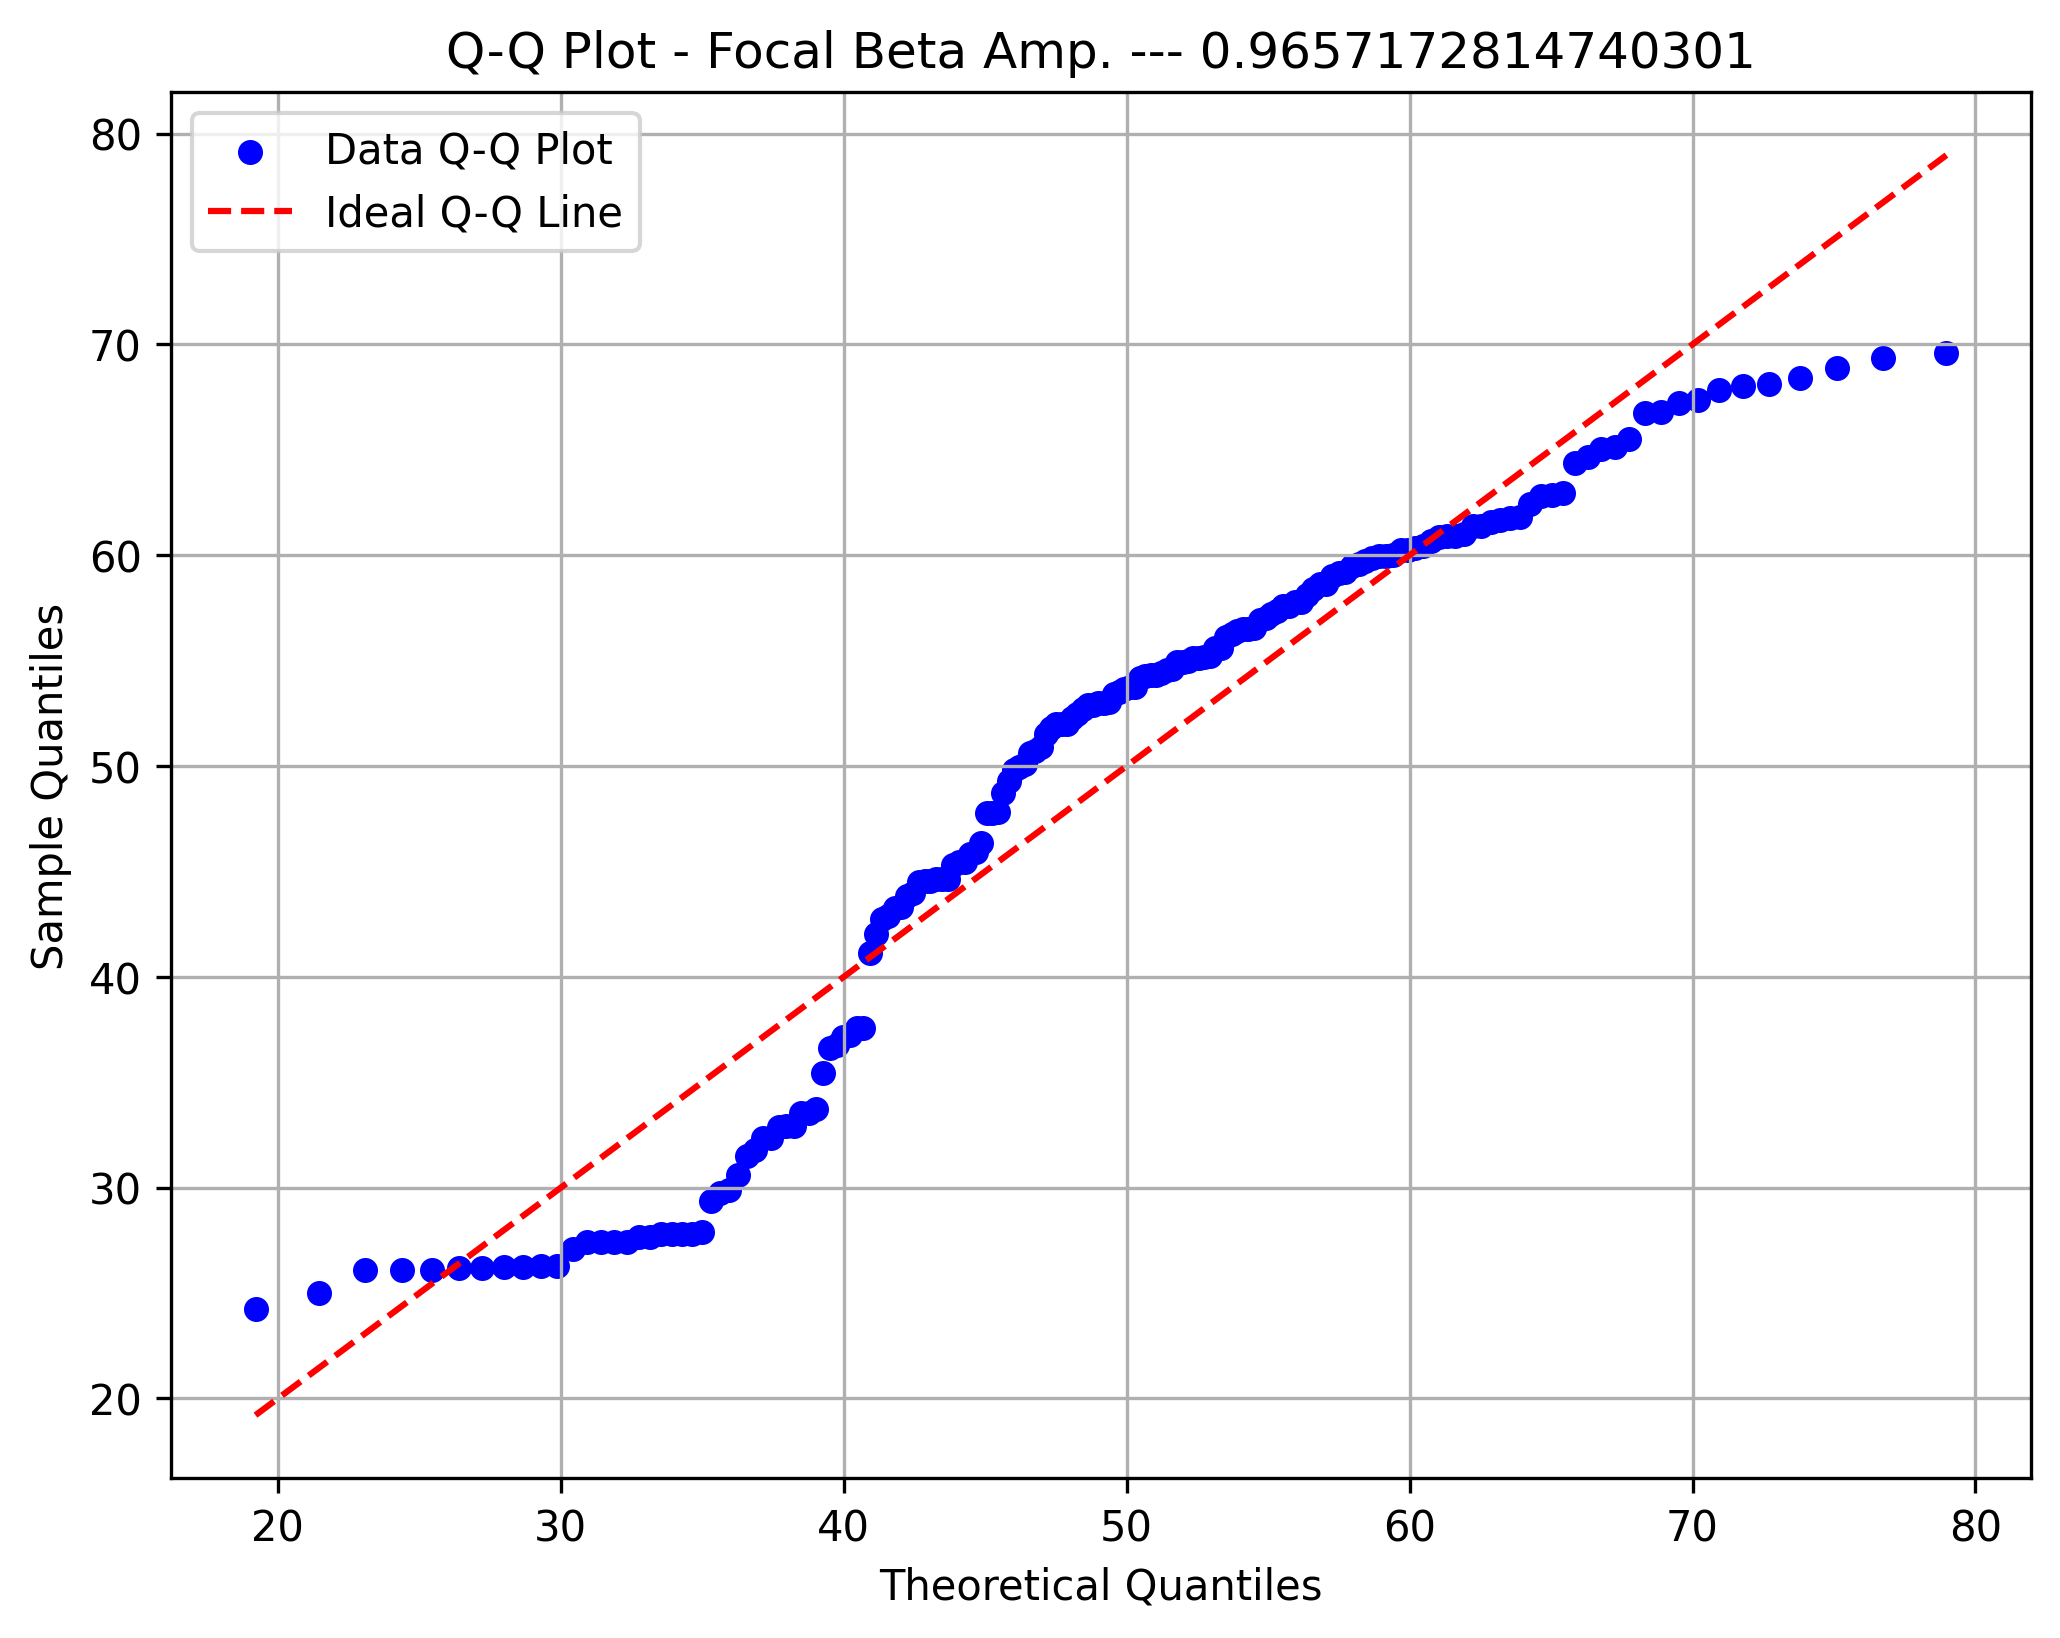 Q-Q Plot - Focal Beta Amp. --- 0.9657172814740301
Data Q-Q Plot
Ideal Q-Q Line
80
70
60
50
40
30
20
Sample Quantiles
20 30 40 50 60 70 80
Theoretical Quantiles